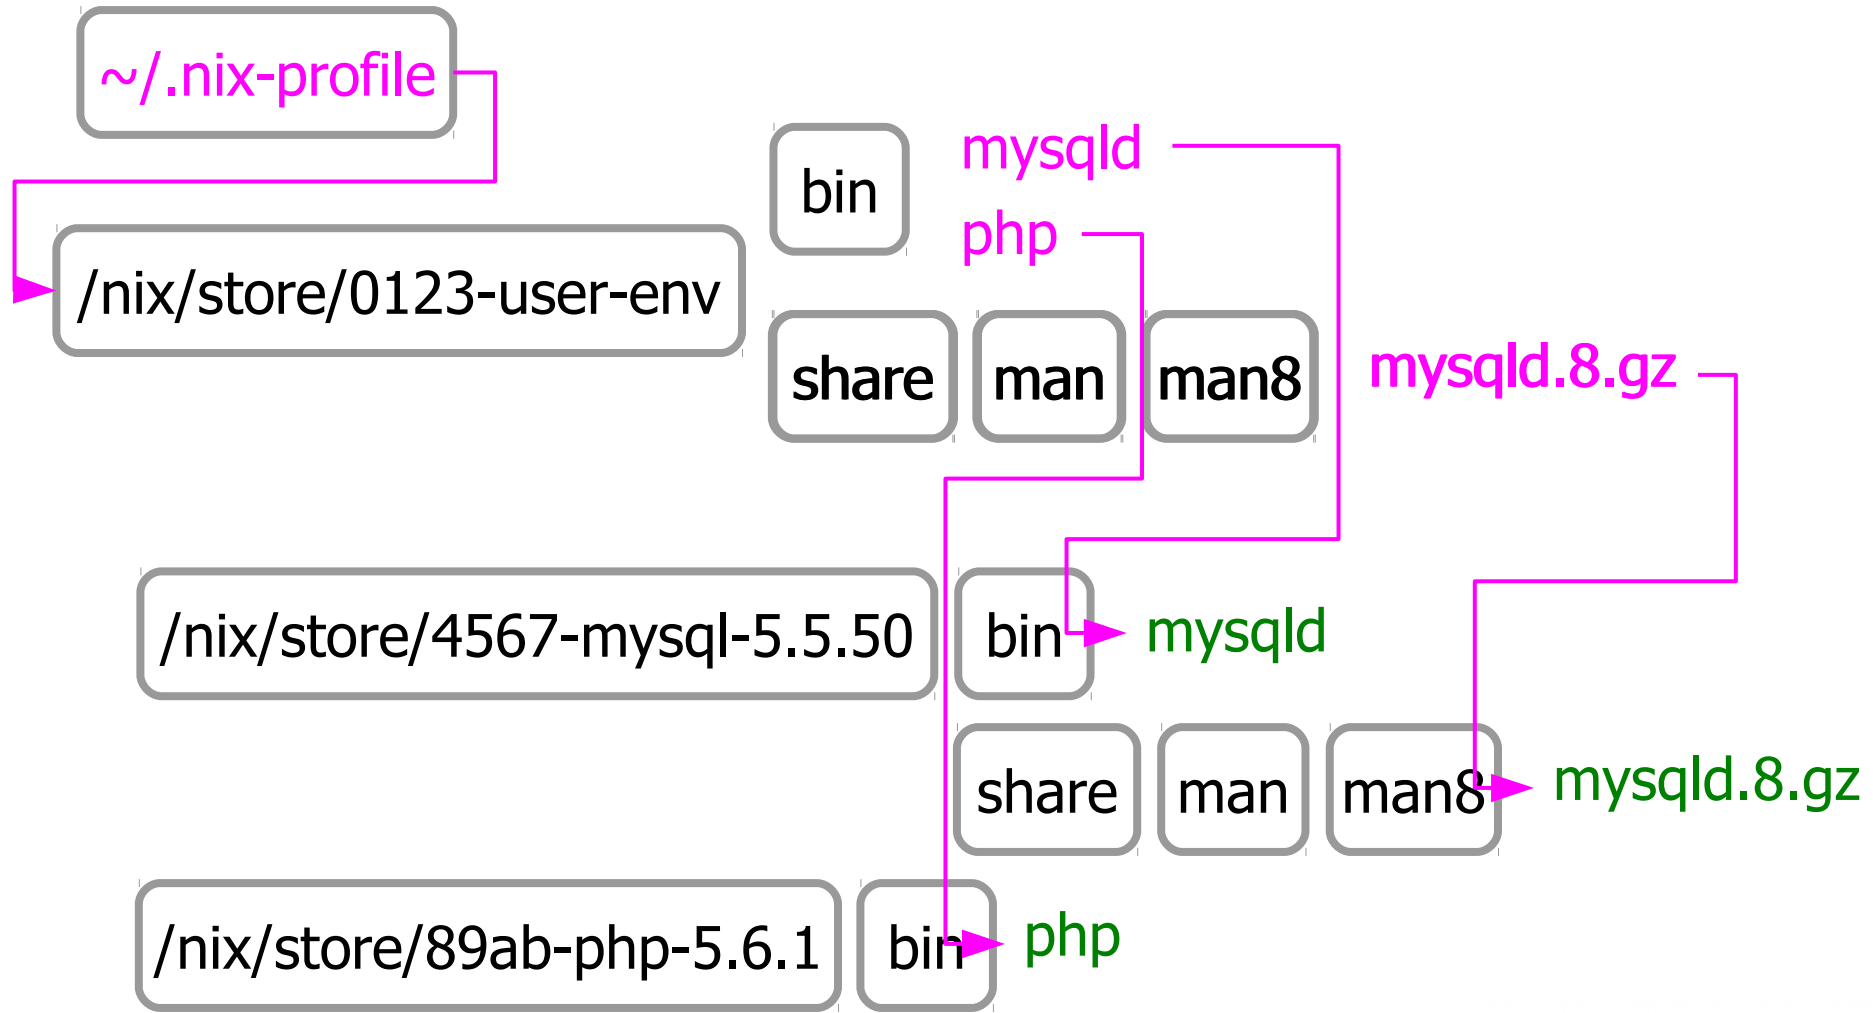 ~/.nix-profile
bin
mysqld
php
/nix/store/0123-user-env
share man man8 mysqld.8.gz
/nix/store/4567-mysql-5.5.50 bin mysqld
share man man8 mysqld.8.gz
/nix/store/89ab-php-5.6.1 bin php